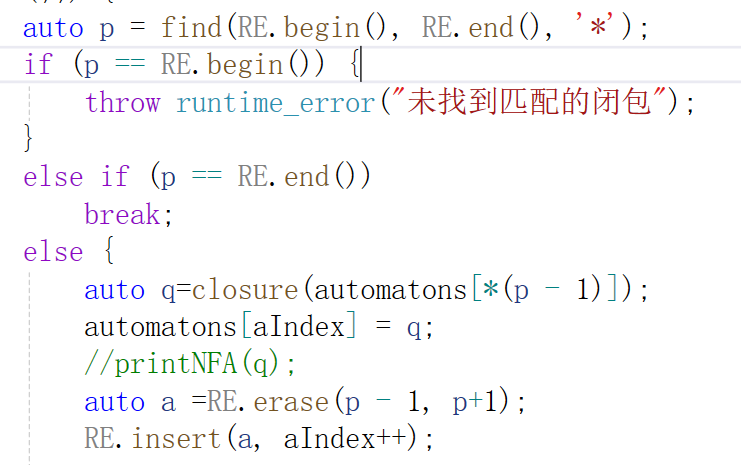 auto p = find(RE.begin(), RE.end(), '*');
if (p == RE.begin()) {
throw runtime_error("未找到匹配的闭包");
}
else if (p == RE.end())
break;
else {
auto q=closure(automatons[*(p - 1)]);
automatons[aIndex] = q;
//printNFA(q);
auto a =RE.erase(p - 1, p+1);
RE.insert(a, aIndex++);